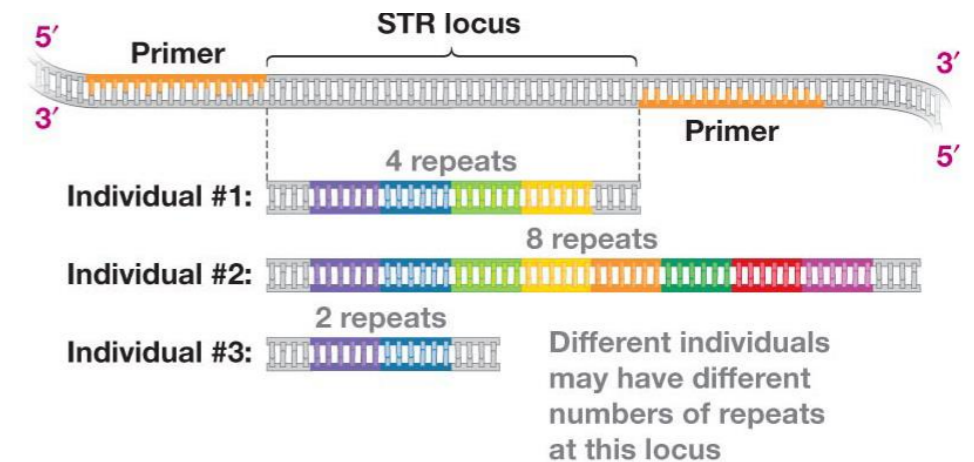 STR locus
5′
Primer
3′
3′
Primer
5′
4 repeats
Individual #1:
8 repeats
Individual #2:
2 repeats
Individual #3:
Different individuals
may have different
numbers of repeats
at this locus